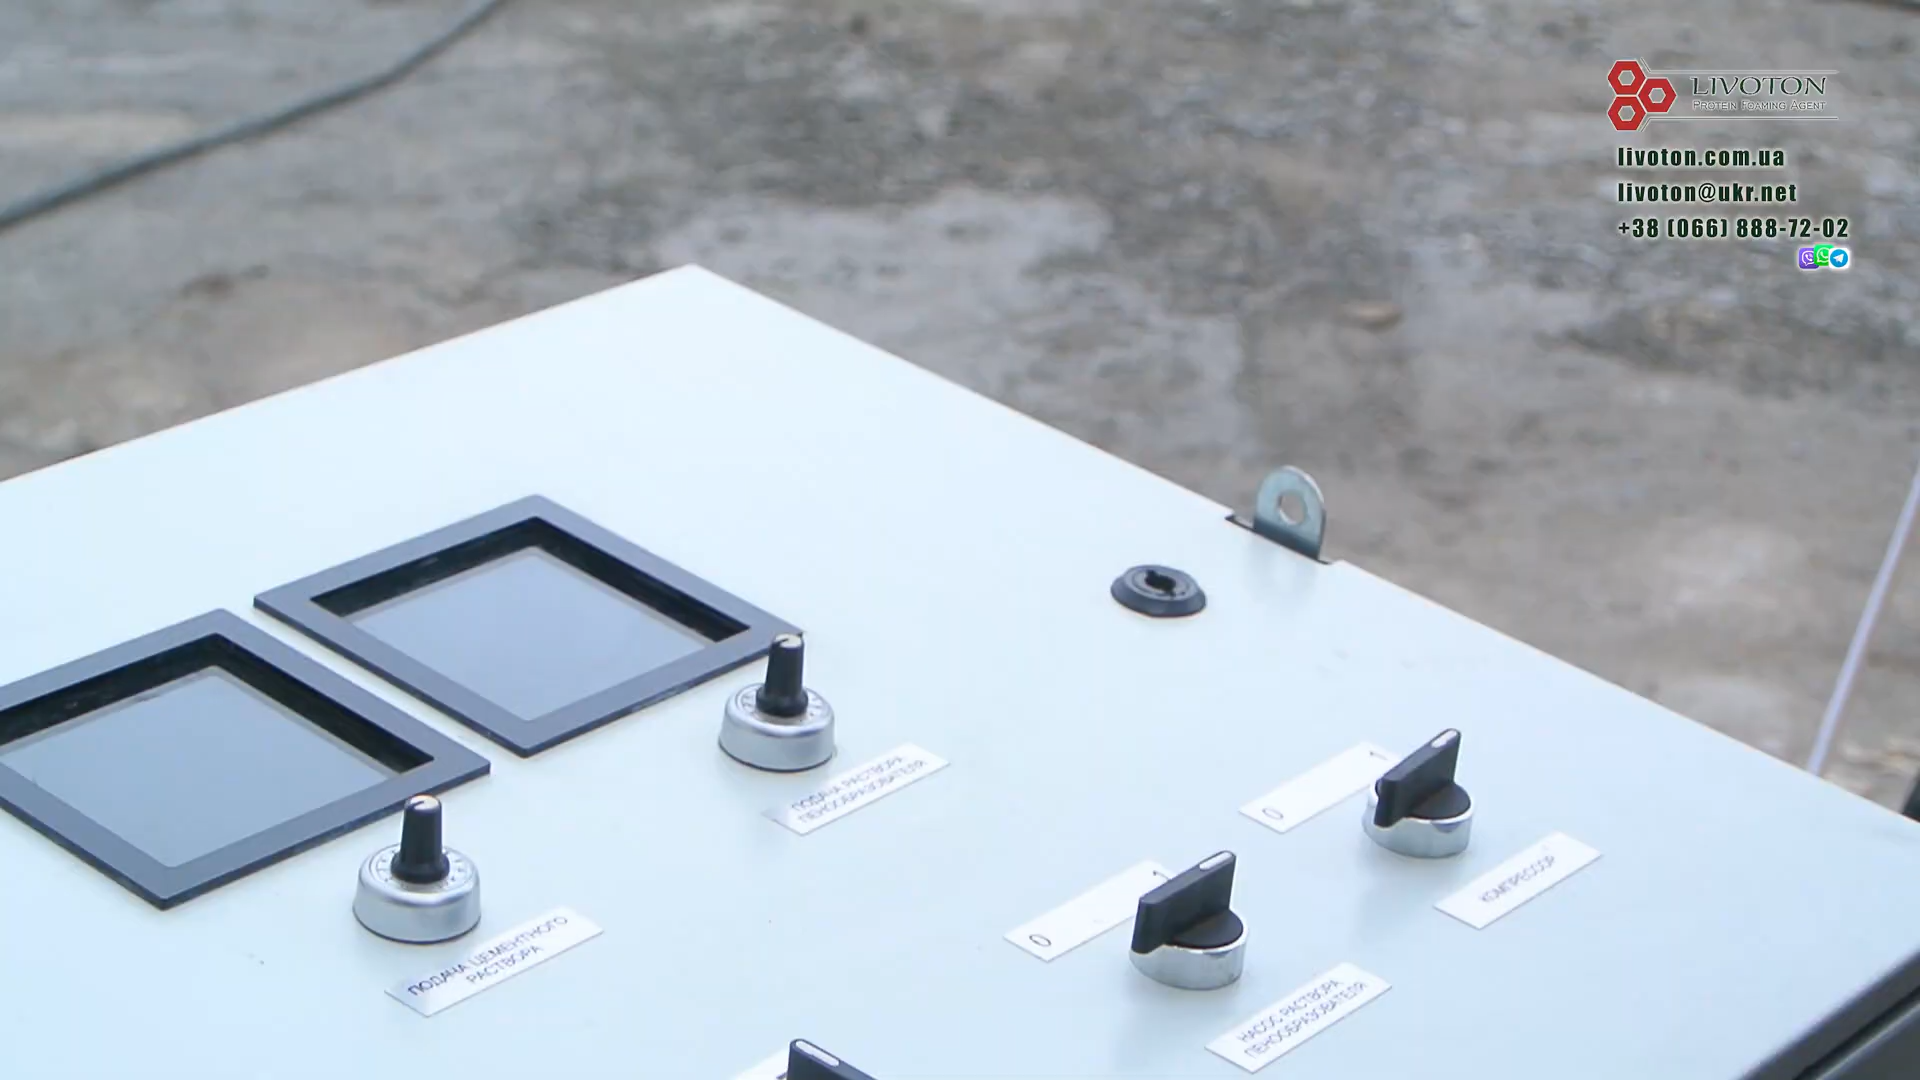 LIVOTON
PROTEIN FOAMING AGENT
livoton.com.ua
livoton@ukr.net
+38 (066) 888-72-02
ПОДАЧА РАСТВОРА
ПЕНООБРАЗОВАТЕЛЯ
0 1
КОМПРЕССОР
0 1
ПОДАЧА ЦЕМЕНТНОГО
РАСТВОРА
НАСОС РАСТВОРА
ПЕНООБРАЗОВАТЕЛЯ